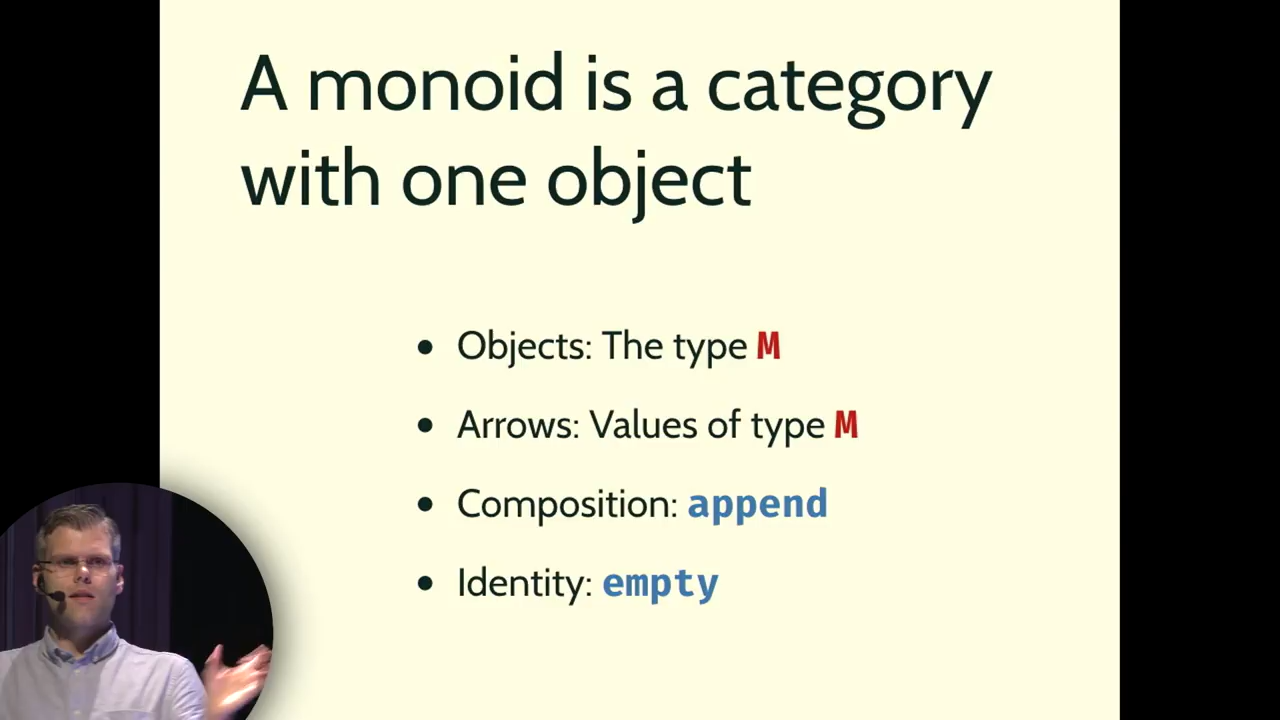 A monoid is a category
with one object
• Objects: The type M
• Arrows: Values of type M
• Composition: append
• Identity: empty